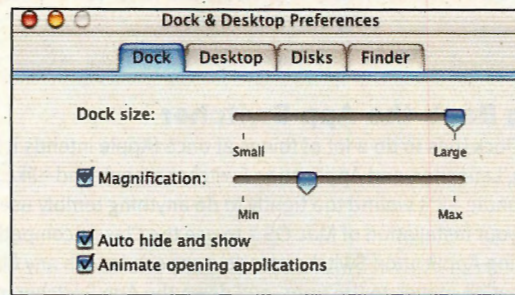 Dock & Desktop Preferences
Dock Desktop Disks Finder
Dock size:
Small Large
Magnification:
Min Max
Auto hide and show
Animate opening applications